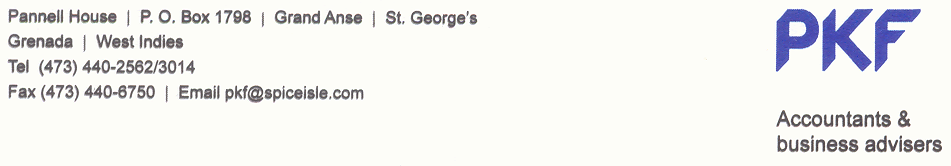 Pannell House | P. O. Box 1798 | Grand Anse | St. George's
Grenada | West Indies
Tel (473) 440-2562/3014
Fax (473) 440-6750 | Email pkf@spiceisle.com
PKF
Accountants &
business advisers